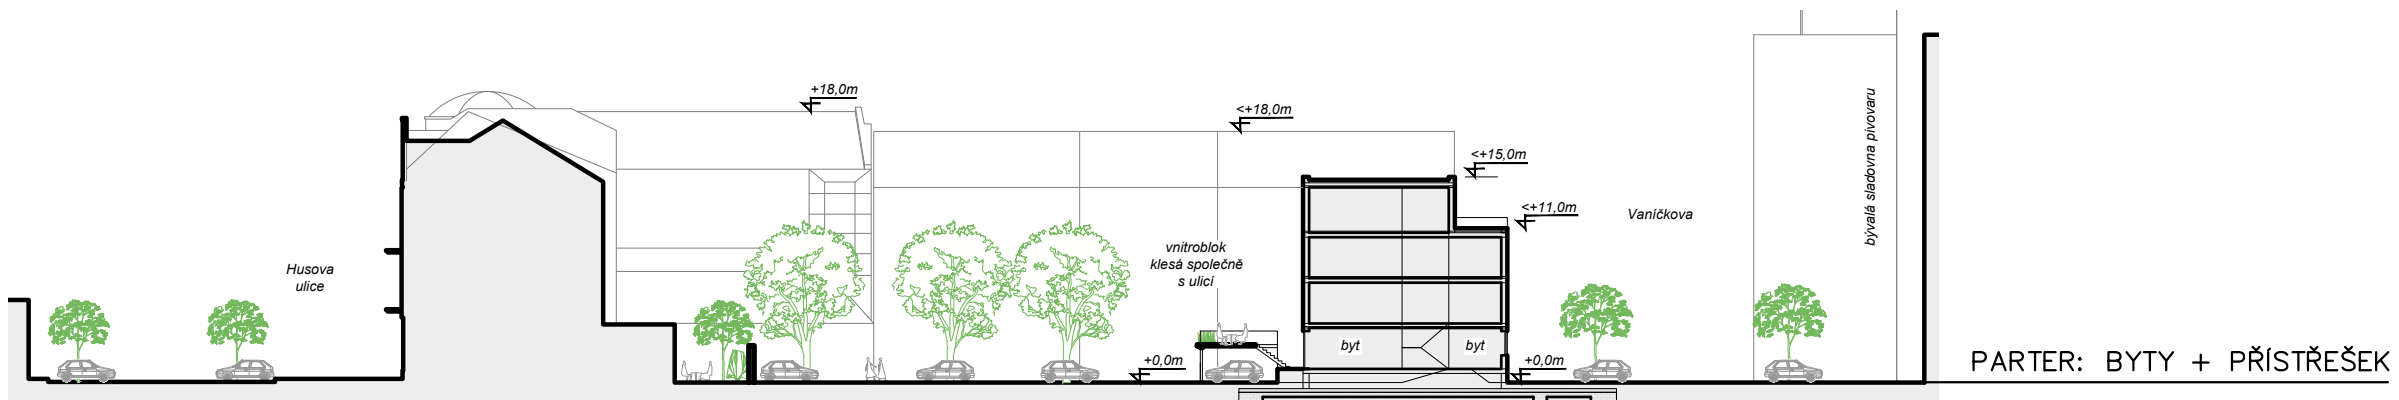 +18,0m
<+18,0m
<+15,0m
<+11,0m
Husova
ulice
vnitroblok
klesá společně
s ulicí
Vaníčkova
bývalá sladovna pivovaru
byt
byt
+0,0m
+0,0m
PARTER: BYTY + PŘÍSTŘEŠEK